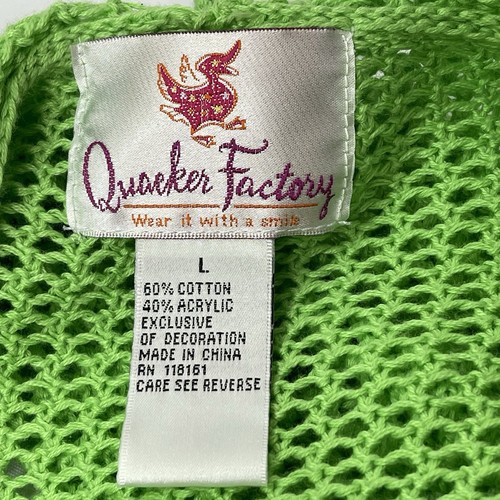 Quacker Factory
Wear it with a smile
L
60% COTTON
40% ACRYLIC
EXCLUSIVE
OF DECORATION
MADE IN CHINA
RN 118161
CARE SEE REVERSE